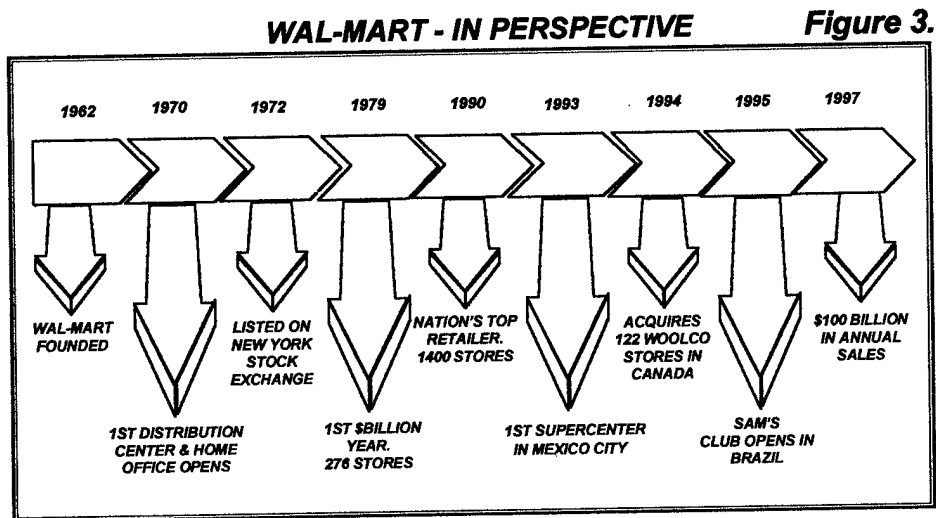 WAL-MART - IN PERSPECTIVE
Figure 3.
1962
1970
1972
1979
1990
1993
1994
1995
1997
WAL-MART
FOUNDED
1ST DISTRIBUTION
CENTER & HOME
OFFICE OPENS
LISTED ON
NEW YORK
STOCK
EXCHANGE
1ST $BILLION
YEAR.
276 STORES
NATION'S TOP
RETAILER.
1400 STORES
1ST SUPERCENTER
IN MEXICO CITY
ACQUIRES
122 WOOLCO
STORES IN
CANADA
SAM'S
CLUB OPENS IN
BRAZIL
$100 BILLION
IN ANNUAL
SALES